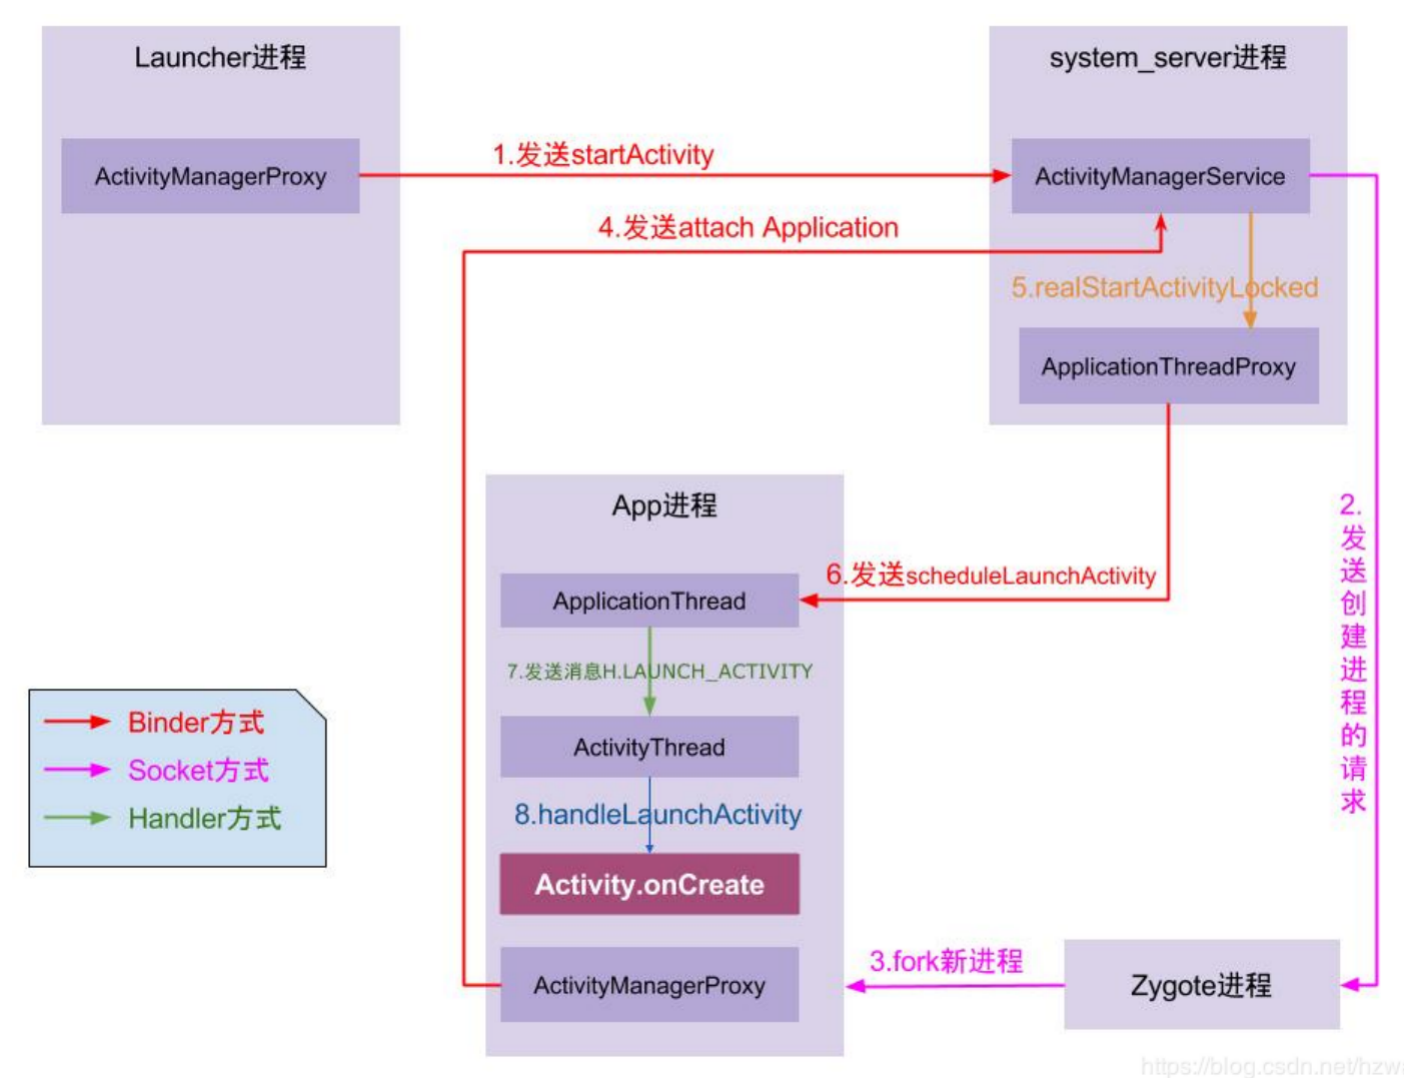 Launcher进程
system_server进程
ActivityManagerProxy
1.发送startActivity
ActivityManagerService
4.发送attach Application
5.realStartActivityLocked
ApplicationThreadProxy
2.发送创建进程的请求
App进程
6.发送scheduleLaunchActivity
ApplicationThread
7.发送消息H.LAUNCH_ACTIVITY
ActivityThread
8.handleLaunchActivity
Activity.onCreate
ActivityManagerProxy
3.fork新进程
Zygote进程
Binder方式
Socket方式
Handler方式
https://blog.csdn.net/hzwa